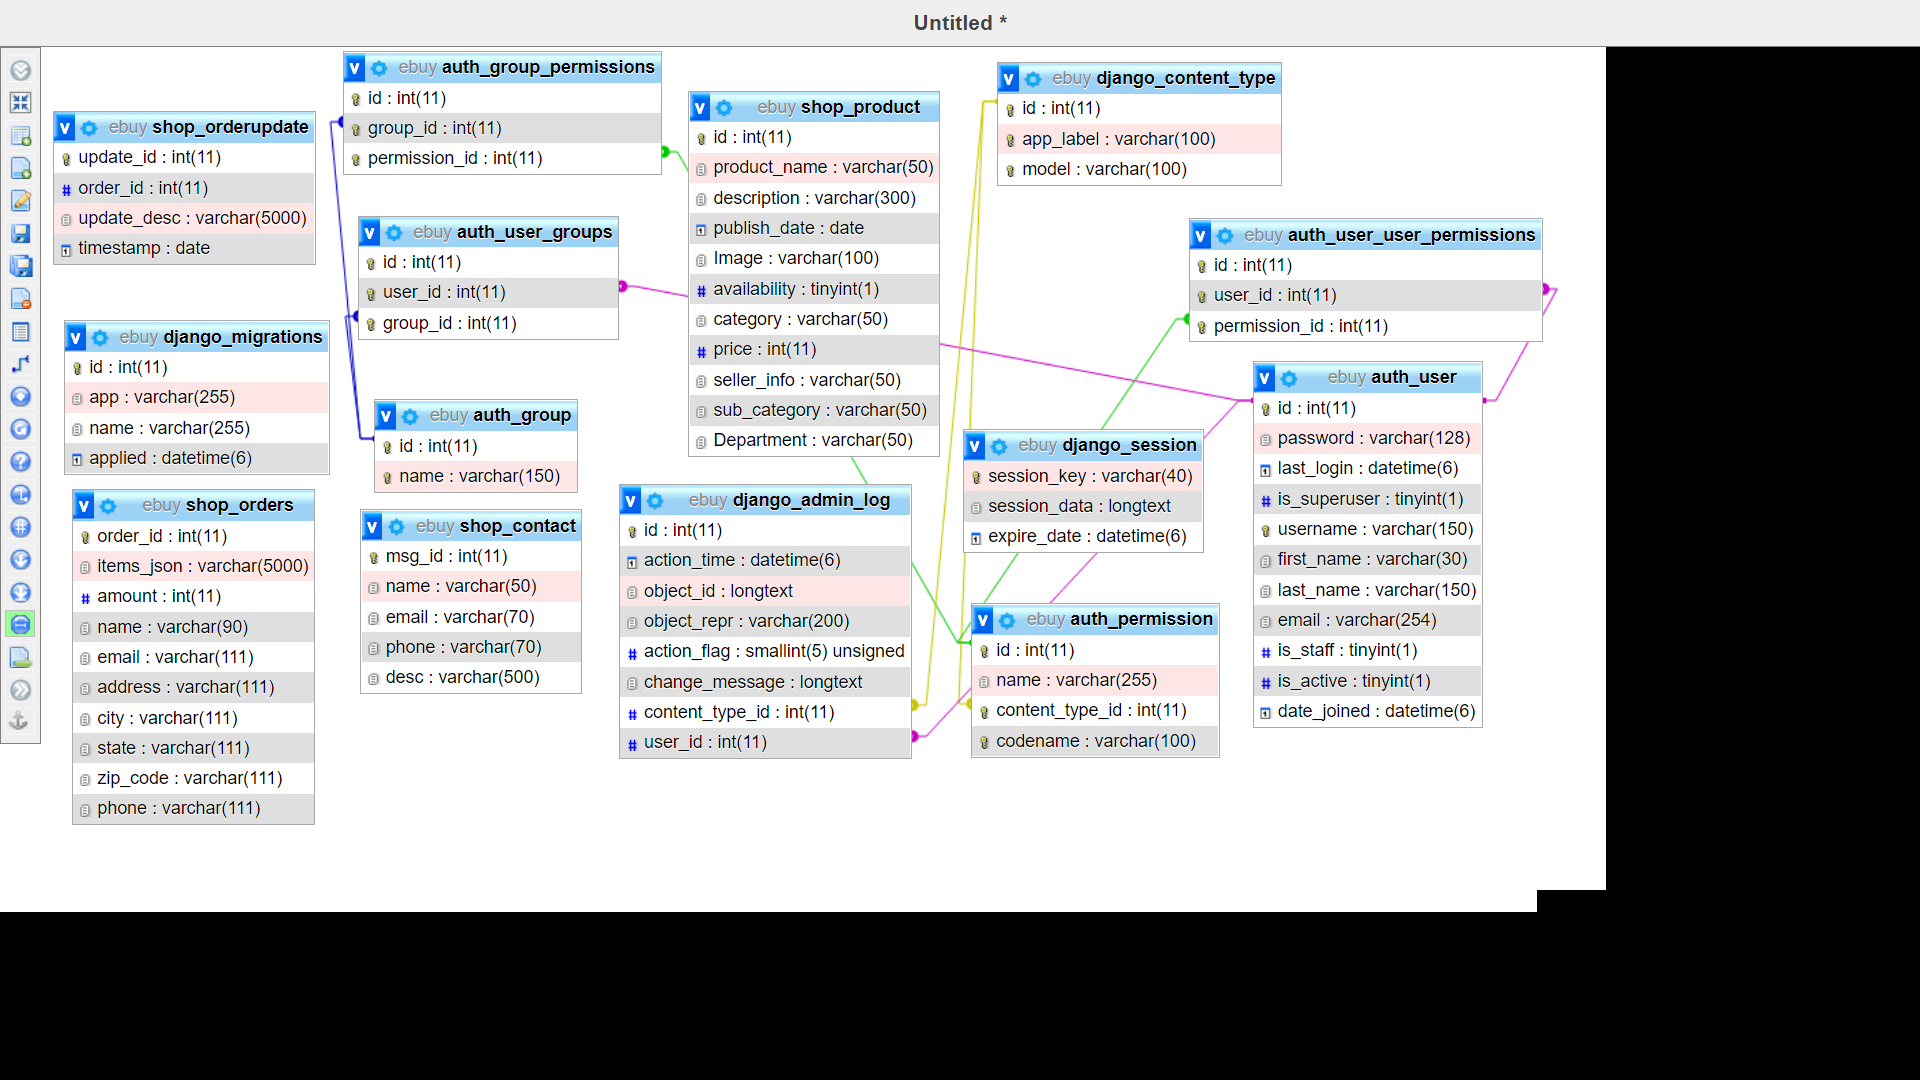 Untitled *
ebuy auth_group_permissions
id : int(11)
group_id : int(11)
permission_id : int(11)
ebuy django_content_type
id : int(11)
app_label : varchar(100)
model : varchar(100)
ebuy shop_product
id : int(11)
product_name : varchar(50)
description : varchar(300)
publish_date : date
Image : varchar(100)
availability : tinyint(1)
category : varchar(50)
price : int(11)
seller_info : varchar(50)
sub_category : varchar(50)
Department : varchar(50)
ebuy shop_orderupdate
update_id : int(11)
order_id : int(11)
update_desc : varchar(5000)
timestamp : date
ebuy auth_user_groups
id : int(11)
user_id : int(11)
group_id : int(11)
ebuy auth_user_user_permissions
id : int(11)
user_id : int(11)
permission_id : int(11)
ebuy django_migrations
id : int(11)
app : varchar(255)
name : varchar(255)
applied : datetime(6)
ebuy auth_group
id : int(11)
name : varchar(150)
ebuy auth_user
id : int(11)
password : varchar(128)
last_login : datetime(6)
is_superuser : tinyint(1)
username : varchar(150)
first_name : varchar(30)
last_name : varchar(150)
email : varchar(254)
is_staff : tinyint(1)
is_active : tinyint(1)
date_joined : datetime(6)
ebuy django_session
session_key : varchar(40)
session_data : longtext
expire_date : datetime(6)
ebuy shop_orders
order_id : int(11)
items_json : varchar(5000)
amount : int(11)
name : varchar(90)
email : varchar(111)
address : varchar(111)
city : varchar(111)
state : varchar(111)
zip_code : varchar(111)
phone : varchar(111)
ebuy shop_contact
msg_id : int(11)
name : varchar(50)
email : varchar(70)
phone : varchar(70)
desc : varchar(500)
ebuy django_admin_log
id : int(11)
action_time : datetime(6)
object_id : longtext
object_repr : varchar(200)
action_flag : smallint(5) unsigned
change_message : longtext
content_type_id : int(11)
user_id : int(11)
ebuy auth_permission
id : int(11)
name : varchar(255)
content_type_id : int(11)
codename : varchar(100)